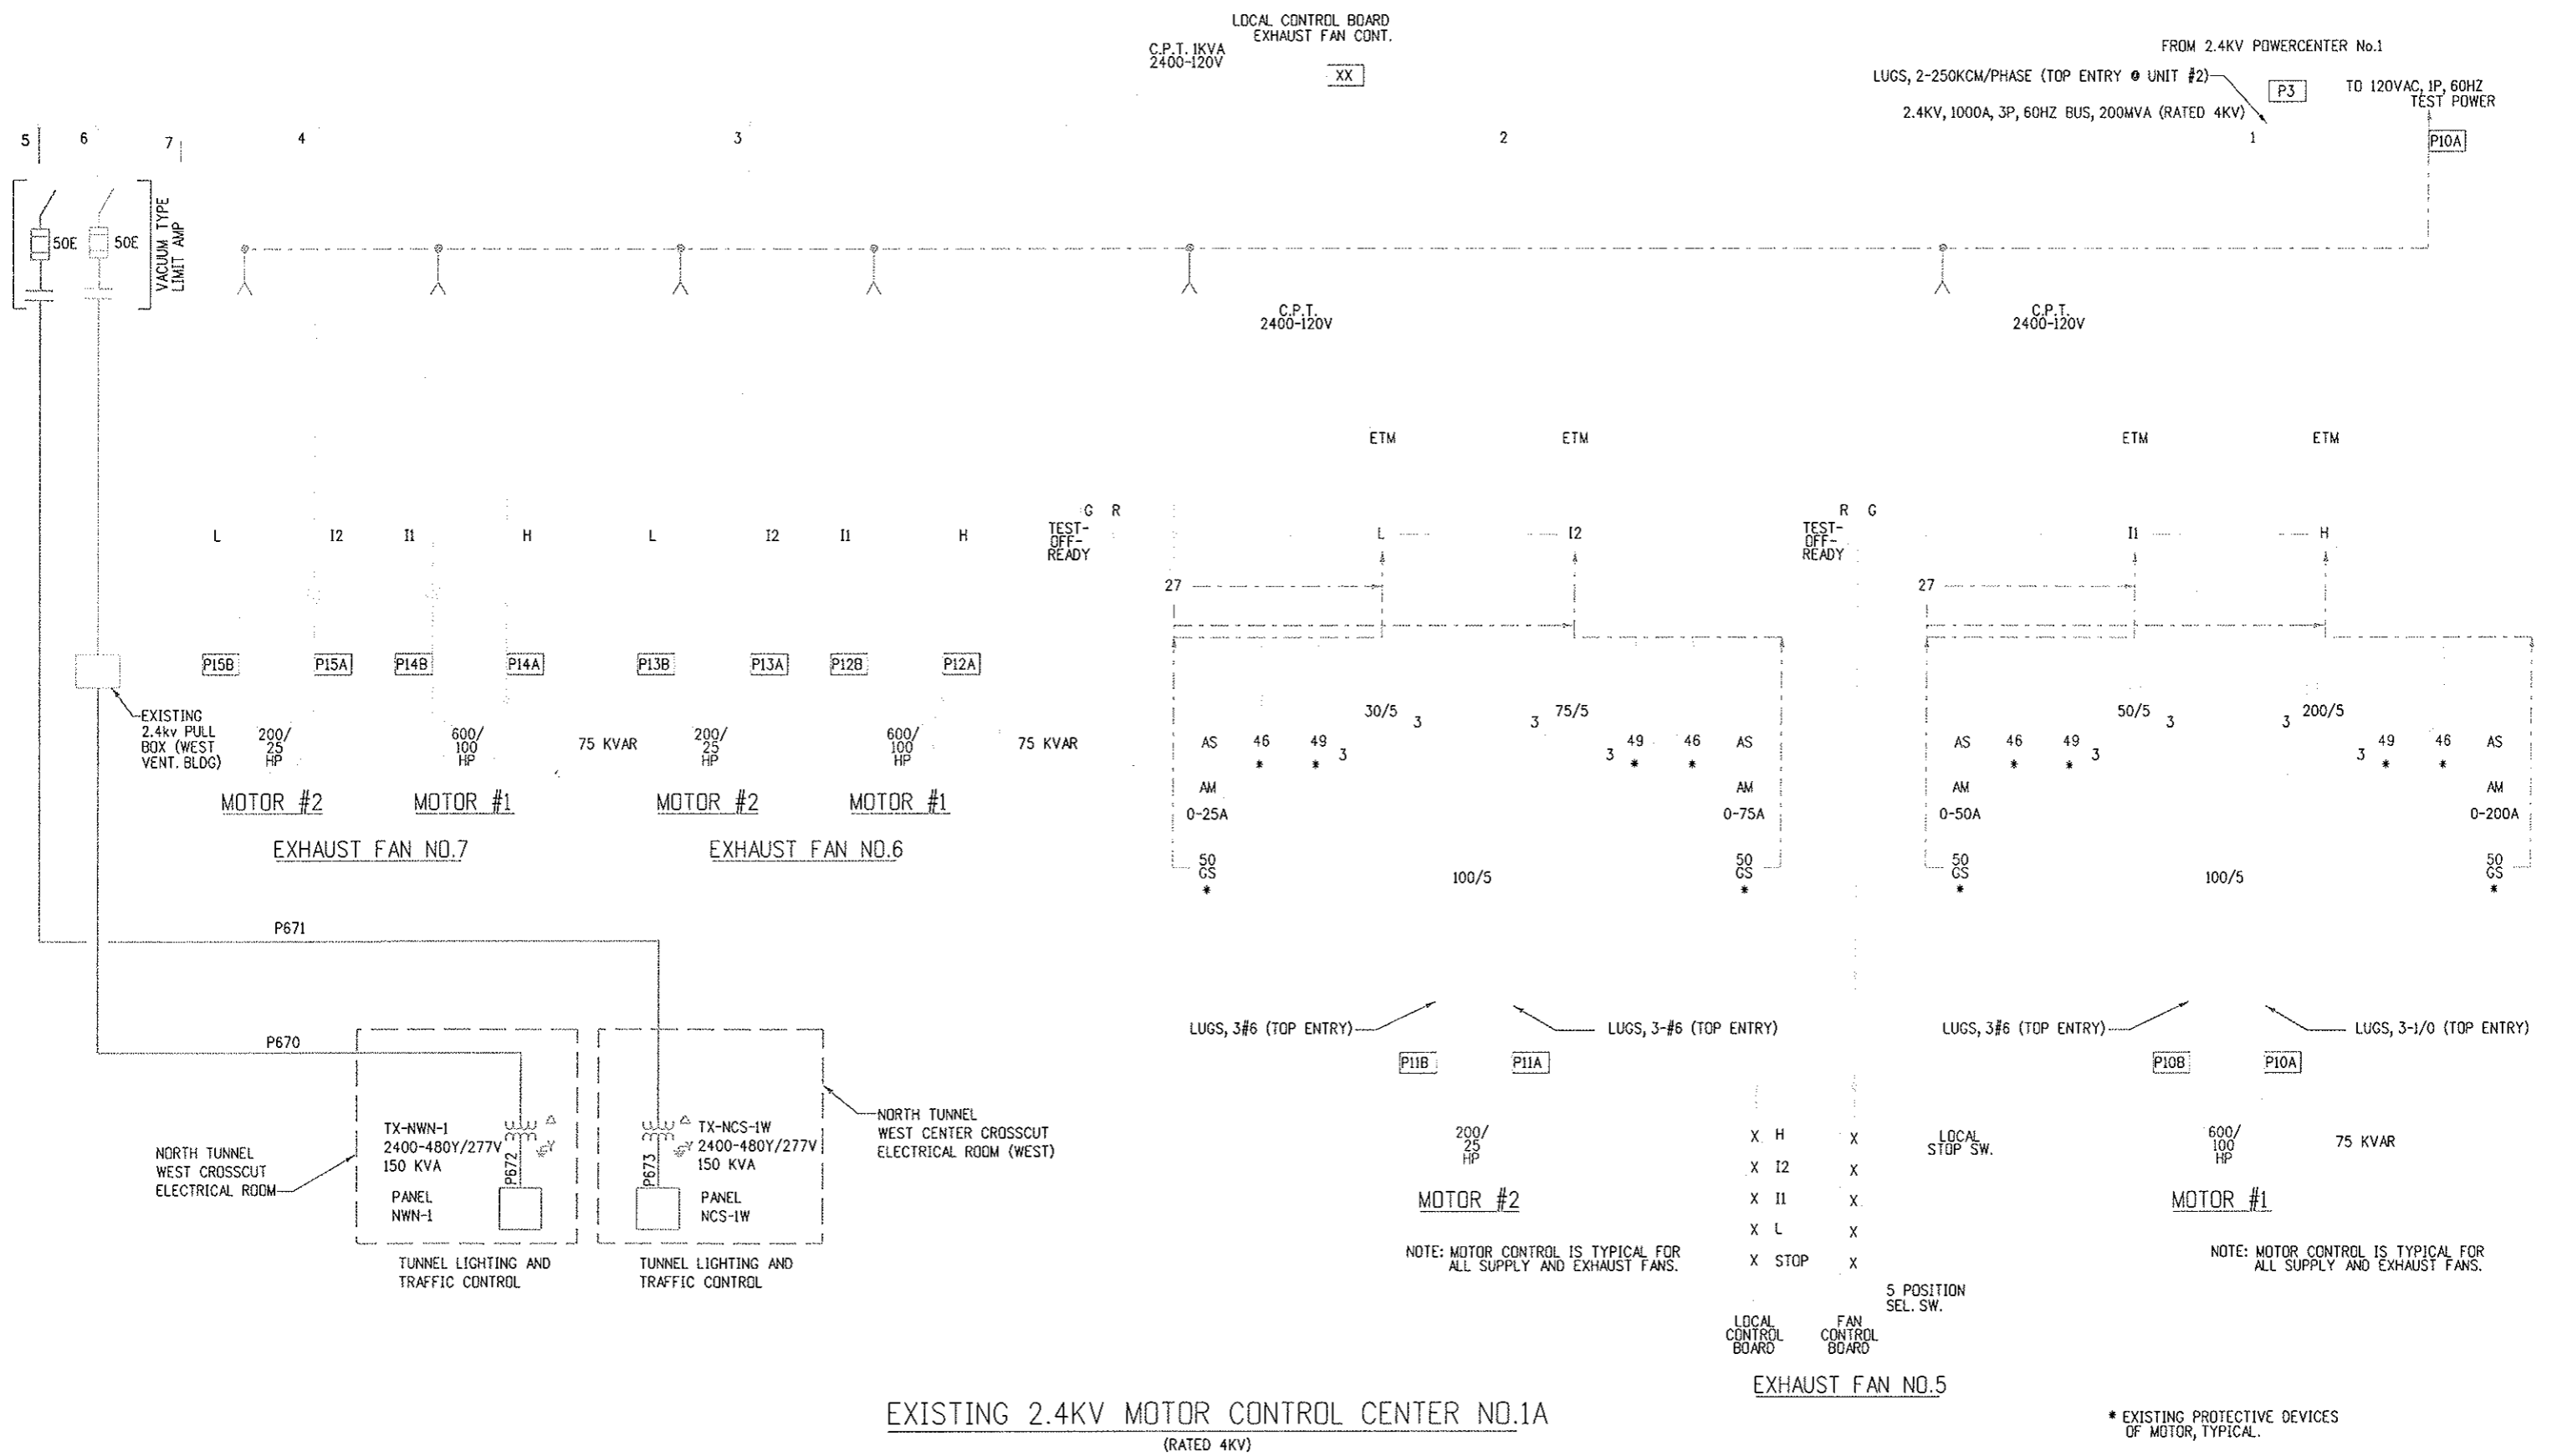 LOCAL CONTROL BOARD
EXHAUST FAN CONT.
C.P.T. 1KVA
2400-120V
XX
FROM 2.4KV POWERCENTER No.1
LUGS, 2-250KCM/PHASE (TOP ENTRY @ UNIT #2)
P3
TO 120VAC, 1P, 60HZ
TEST POWER
2.4KV, 1000A, 3P, 60HZ BUS, 200MVA (RATED 4KV)
5
6
7
4
3
2
1
P10A
50E
50E
VACUUM TYPE
LIMIT AMP
C.P.T.
2400-120V
C.P.T.
2400-120V
ETM
ETM
ETM
ETM
G R
TEST-
OFF-
READY
R G
TEST-
OFF-
READY
L
I2
I1
H
L
I2
I1
H
L
I2
I1
H
27
27
P15B
P15A
P14B
P14A
P13B
P13A
P12B
P12A
EXISTING
2.4kv PULL
BOX (WEST
VENT. BLDG)
200/
25
HP
600/
100
HP
75 KVAR
200/
25
HP
600/
100
HP
75 KVAR
MOTOR #2
MOTOR #1
MOTOR #2
MOTOR #1
EXHAUST FAN NO.7
EXHAUST FAN NO.6
30/5
3
3
75/5
50/5
3
3
200/5
AS
46
*
49
*
3
3
49
*
46
*
AS
AS
46
*
49
*
3
3
49
*
46
*
AS
AM
0-25A
AM
0-75A
AM
0-50A
AM
0-200A
50
GS
*
100/5
50
GS
*
50
GS
*
100/5
50
GS
*
P671
P670
LUGS, 3#6 (TOP ENTRY)
LUGS, 3-#6 (TOP ENTRY)
LUGS, 3#6 (TOP ENTRY)
LUGS, 3-1/0 (TOP ENTRY)
P11B
P11A
P10B
P10A
NORTH TUNNEL
WEST CROSSCUT
ELECTRICAL ROOM
TX-NWN-1
2400-480Y/277V
150 KVA
P672
Y
PANEL
NWN-1
TX-NCS-1W
2400-480Y/277V
150 KVA
P673
Y
PANEL
NCS-1W
NORTH TUNNEL
WEST CENTER CROSSCUT
ELECTRICAL ROOM (WEST)
TUNNEL LIGHTING AND
TRAFFIC CONTROL
TUNNEL LIGHTING AND
TRAFFIC CONTROL
200/
25
HP
MOTOR #2
NOTE: MOTOR CONTROL IS TYPICAL FOR
ALL SUPPLY AND EXHAUST FANS.
X H X
X I2 X
X I1 X
X L X
X STOP X
LOCAL
STOP SW.
5 POSITION
SEL. SW.
LOCAL
CONTROL
BOARD
FAN
CONTROL
BOARD
600/
100
HP
75 KVAR
MOTOR #1
NOTE: MOTOR CONTROL IS TYPICAL FOR
ALL SUPPLY AND EXHAUST FANS.
EXHAUST FAN NO.5
EXISTING 2.4KV MOTOR CONTROL CENTER NO.1A
(RATED 4KV)
* EXISTING PROTECTIVE DEVICES
OF MOTOR, TYPICAL.